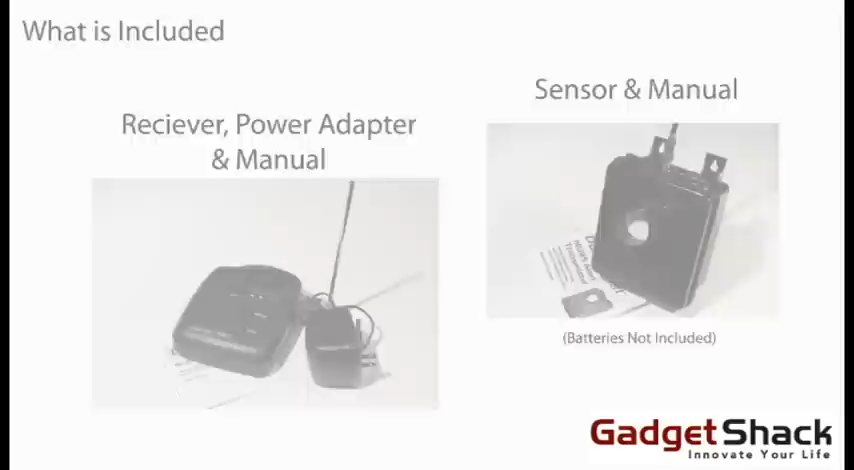 What is Included
Reciever, Power Adapter
& Manual
Sensor & Manual
(Batteries Not Included)
GadgetShack
Innovate Your Life